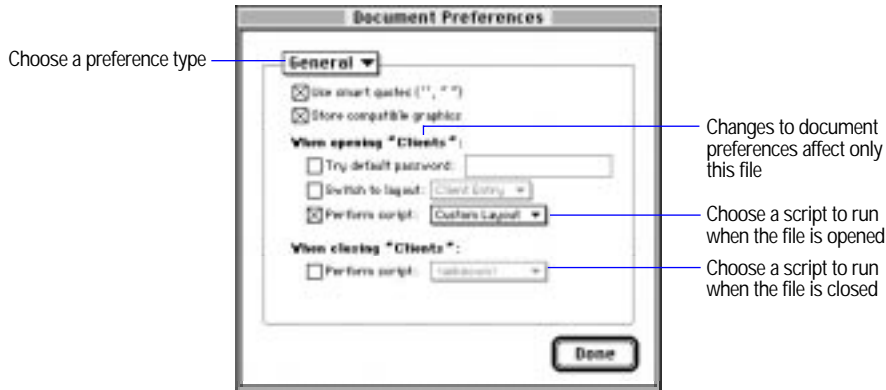 Document Preferences
Choose a preference type
General
Use smart quotes ('', " ")
Store compatible graphics
When opening "Clients":
Try default password:
Switch to layout: Client Entry
Perform script: Custom Layout
When closing "Clients":
Perform script: <unknown>
Done
Changes to document
preferences affect only
this file
Choose a script to run
when the file is opened
Choose a script to run
when the file is closed